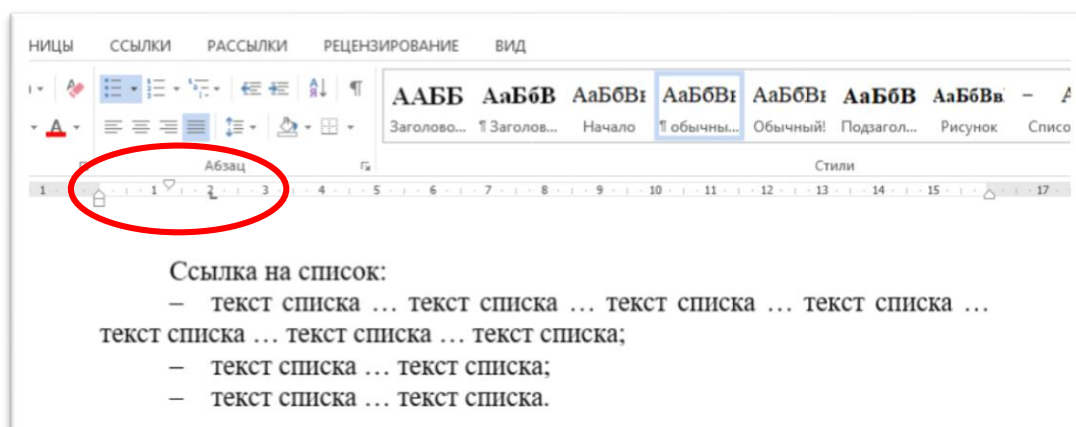 НИЦЫ ССЫЛКИ РАССЫЛКИ РЕЦЕНЗИРОВАНИЕ ВИД
ААББ АаБбВ АаБбВв АаБбВв АаБбВв АаБбВ АаБбВв – А
Заголово... ¶ Заголов... Начало ¶ обычны... Обычный! Подзагол... Рисунок Списо
Абзац Стили
1 1 2 3 4 5 6 7 8 9 10 11 12 13 14 15 17
Ссылка на список:
– текст списка … текст списка … текст списка … текст списка …
текст списка … текст списка … текст списка;
– текст списка … текст списка;
– текст списка … текст списка.